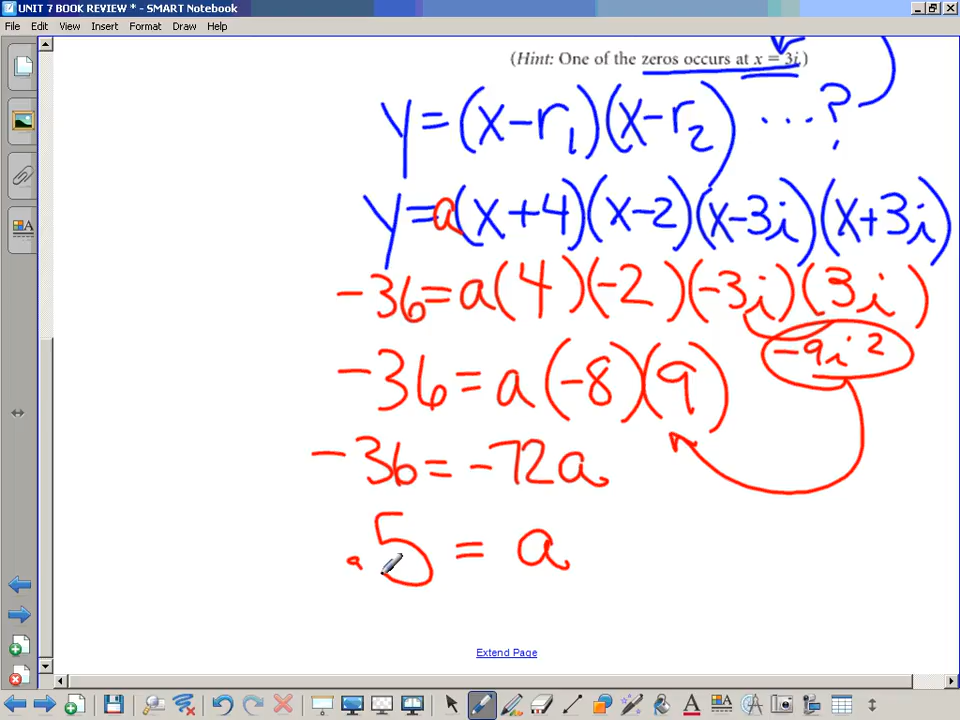 UNIT 7 BOOK REVIEW * - SMART Notebook
File Edit View Insert Format Draw Help
(Hint: One of the zeros occurs at x = 3i.)
y=(x-r₁)(x-r₂) ...?
y=a(x+4)(x-2)(x-3i)(x+3i)
-36=a(4)(-2)(-3i)(3i)
-9i²
-36=a(-8)(9)
-36=-72a
.5=a
Extend Page